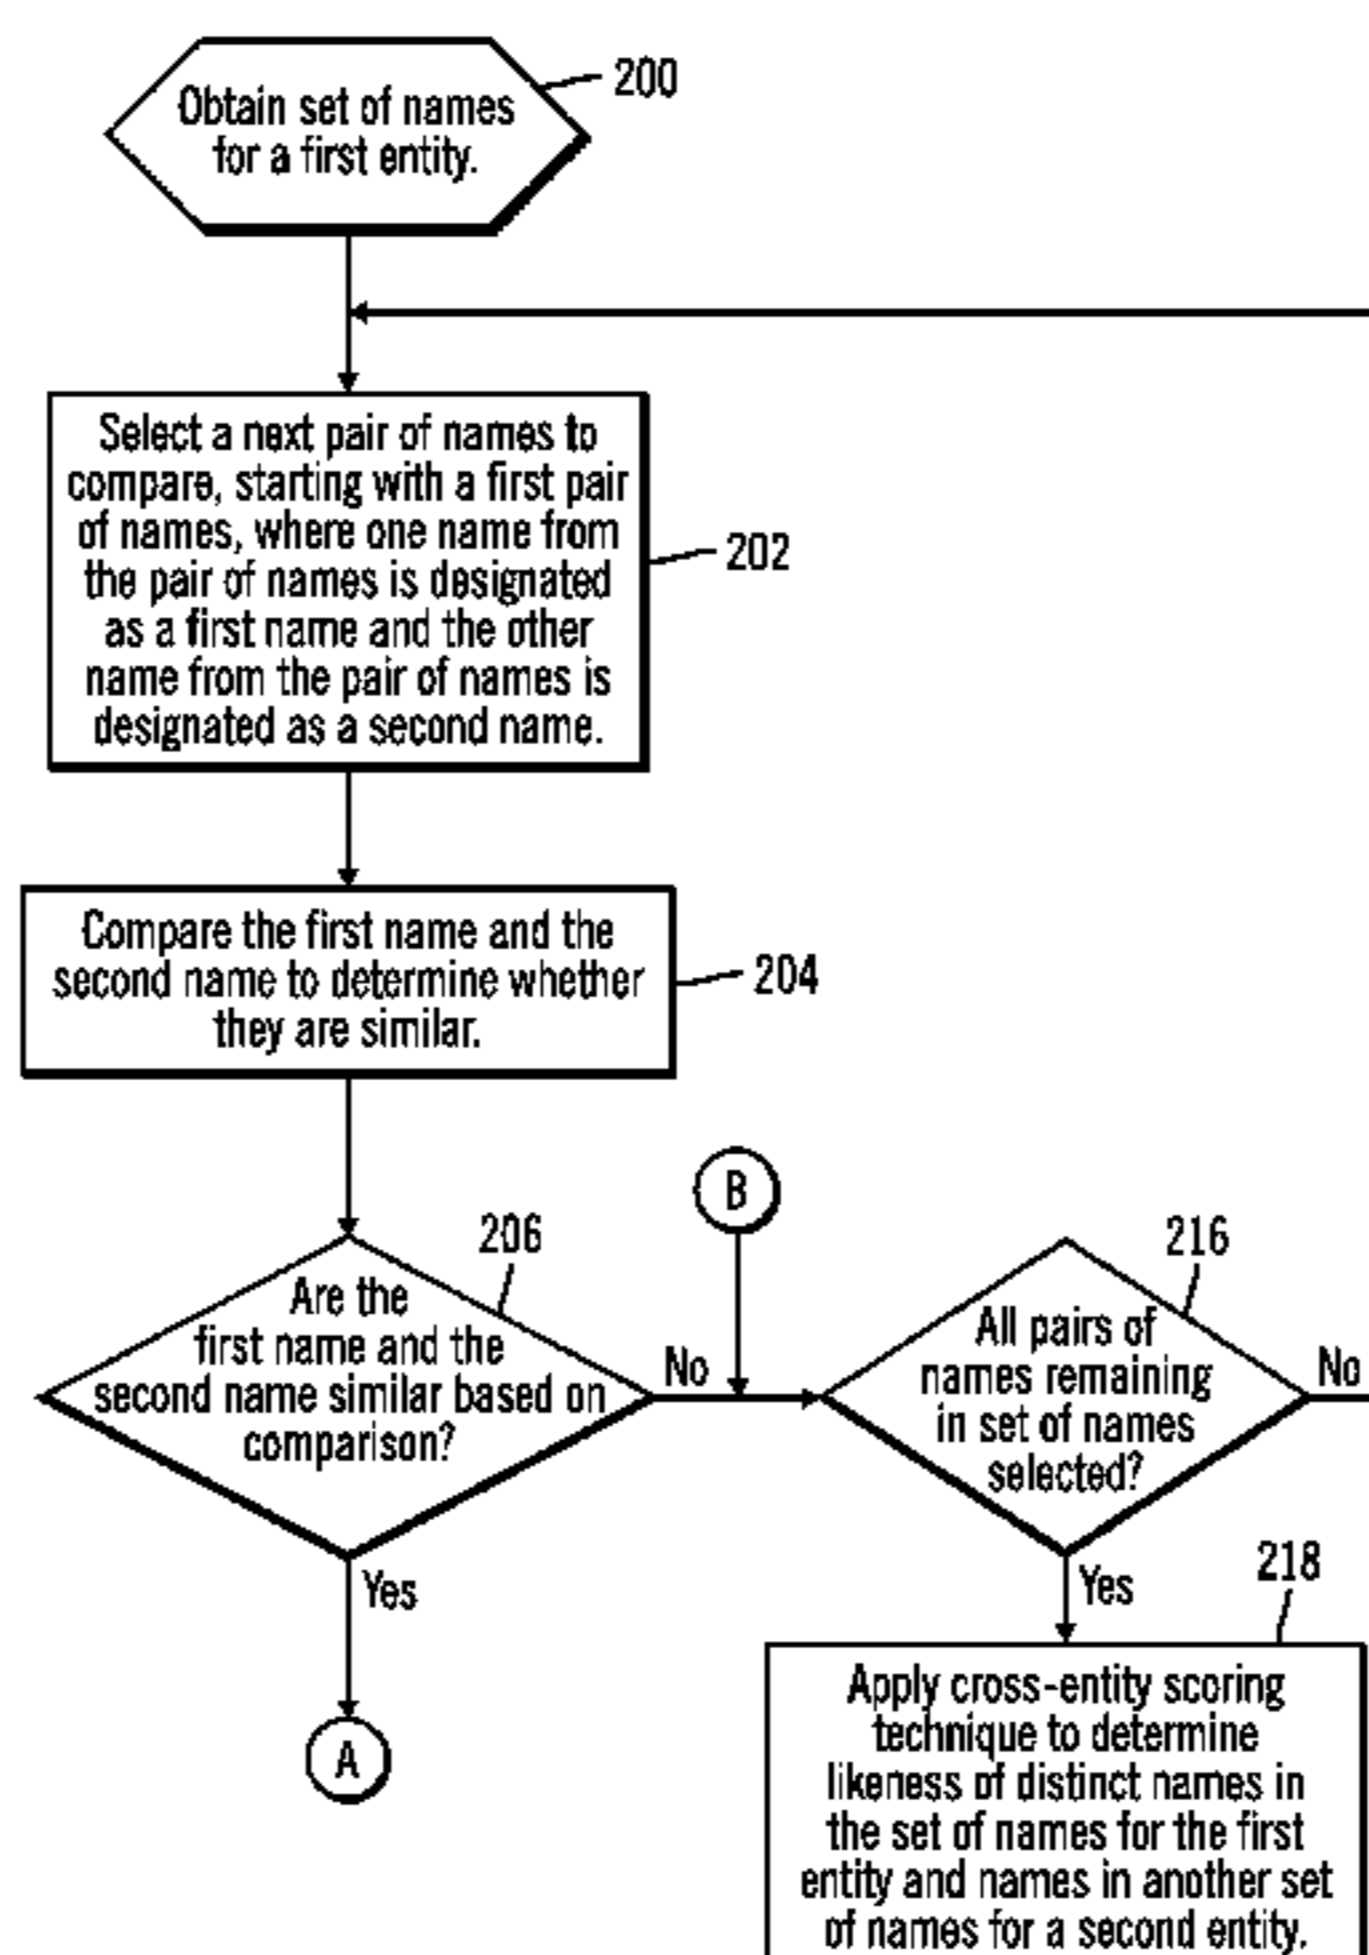 200
Obtain set of names
for a first entity.
Select a next pair of names to
compare, starting with a first pair
of names, where one name from
the pair of names is designated
as a first name and the other
name from the pair of names is
designated as a second name.
202
Compare the first name and the
second name to determine whether
they are similar.
204
206
Are the
first name and the
second name similar based on
comparison?
No
Yes
A
B
216
All pairs of
names remaining
in set of names
selected?
No
Yes
218
Apply cross-entity scoring
technique to determine
likeness of distinct names in
the set of names for the first
entity and names in another set
of names for a second entity.